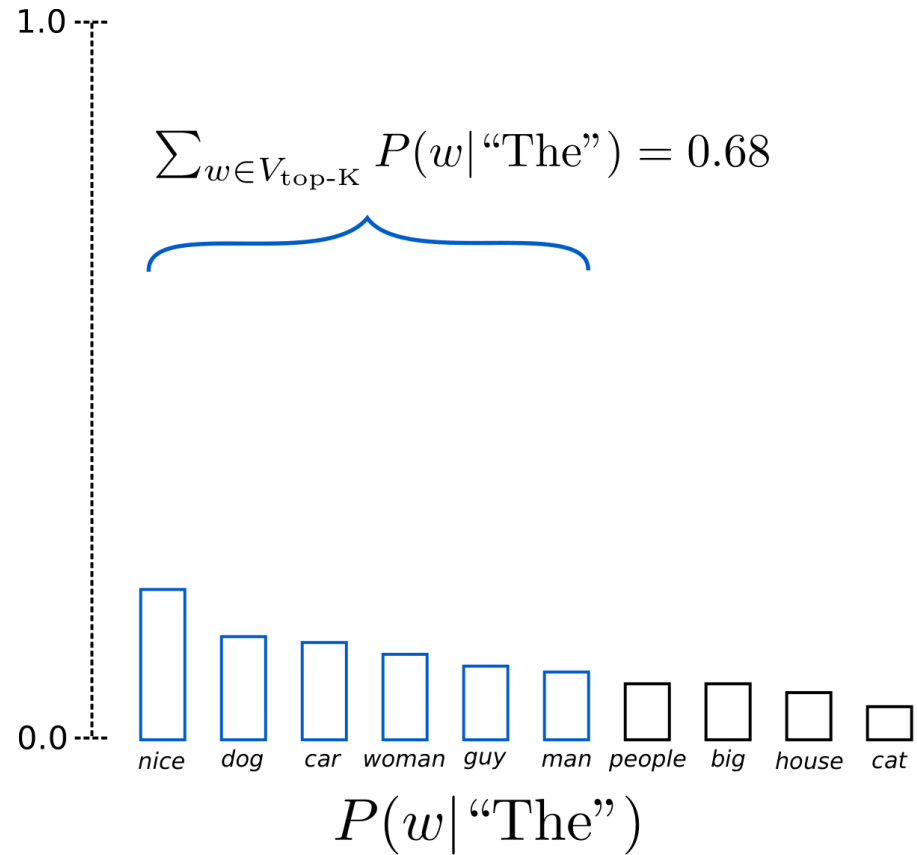 1.0
∑w∈Vtop-K P(w|“The”) = 0.68
0.0
nice dog car woman guy man people big house cat
P(w|“The”)